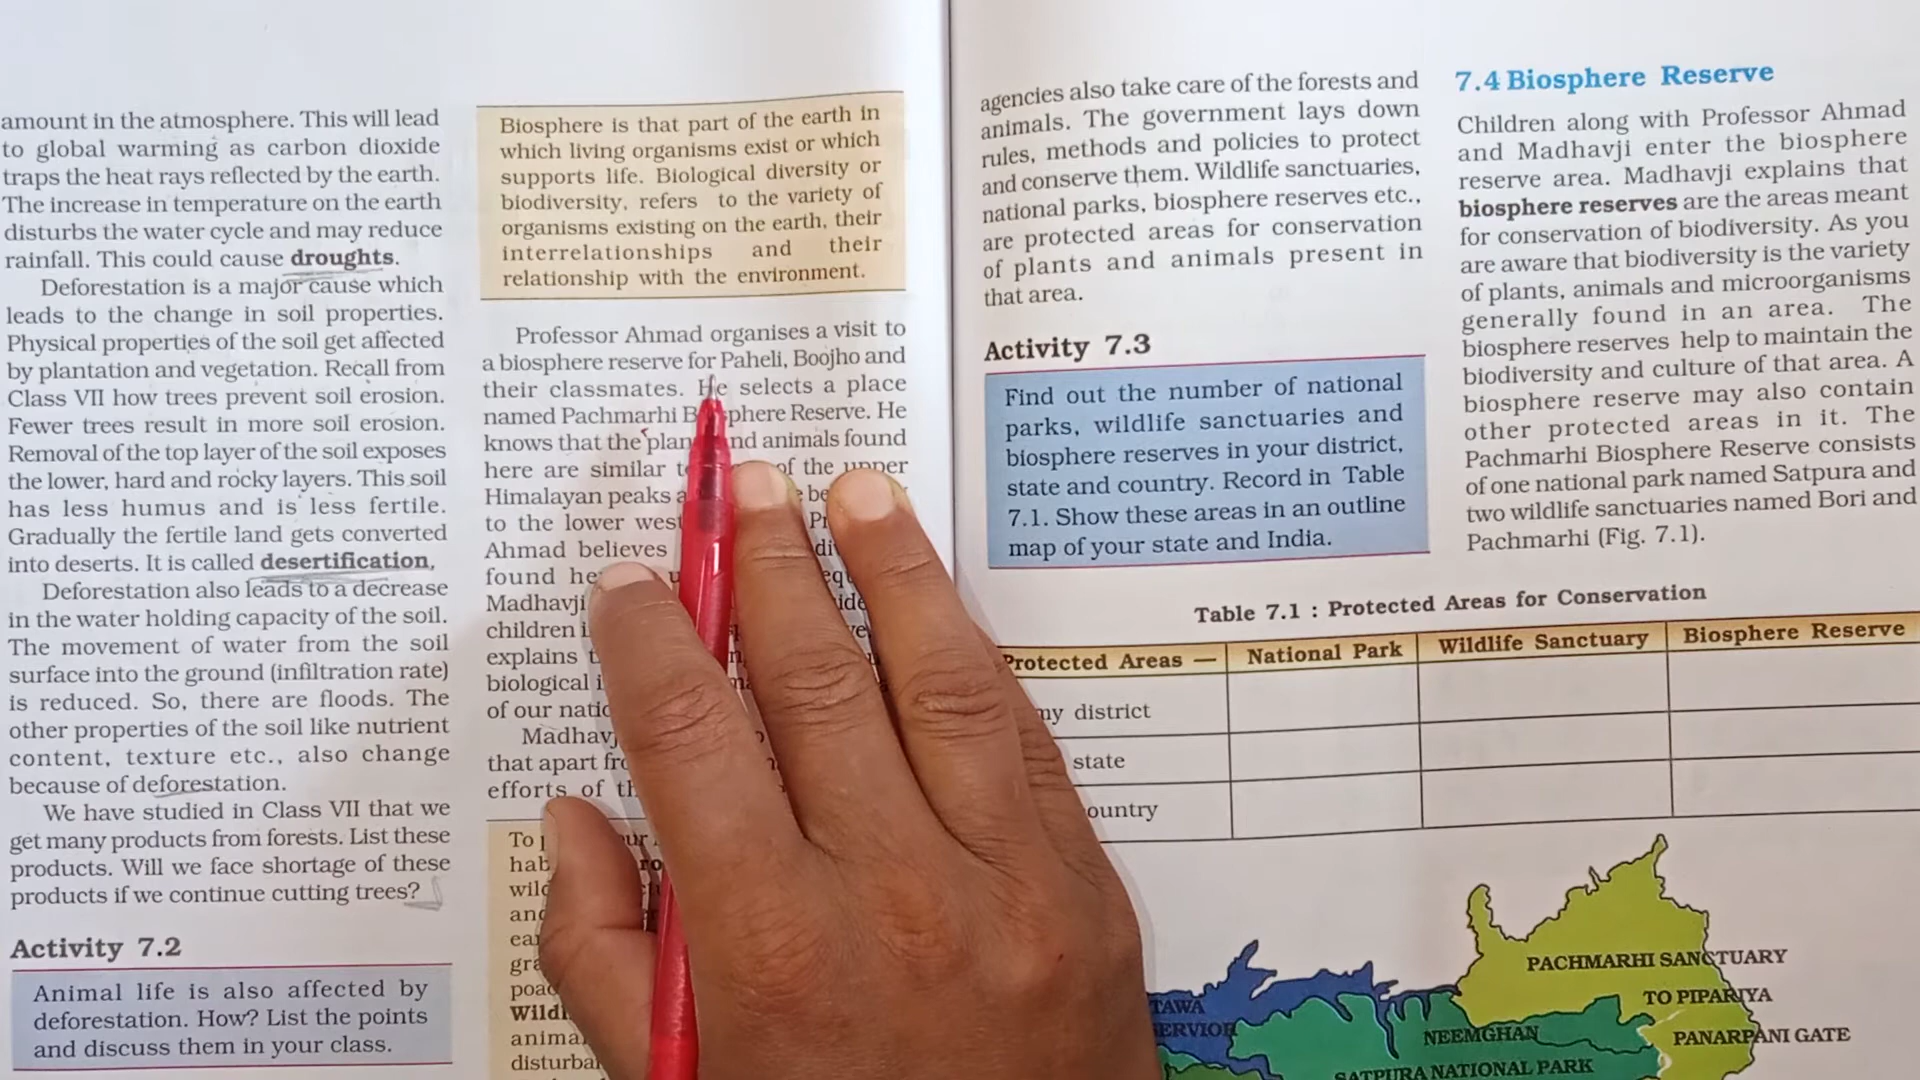 amount in the atmosphere. This will lead
to global warming as carbon dioxide
traps the heat rays reflected by the earth.
The increase in temperature on the earth
disturbs the water cycle and may reduce
rainfall. This could cause droughts.
Deforestation is a major cause which
leads to the change in soil properties.
Physical properties of the soil get affected
by plantation and vegetation. Recall from
Class VII how trees prevent soil erosion.
Fewer trees result in more soil erosion.
Removal of the top layer of the soil exposes
the lower, hard and rocky layers. This soil
has less humus and is less fertile.
Gradually the fertile land gets converted
into deserts. It is called desertification.
Deforestation also leads to a decrease
in the water holding capacity of the soil.
The movement of water from the soil
surface into the ground (infiltration rate)
is reduced. So, there are floods. The
other properties of the soil like nutrient
content, texture etc., also change
because of deforestation.
We have studied in Class VII that we
get many products from forests. List these
products. Will we face shortage of these
products if we continue cutting trees?
Activity 7.2
Animal life is also affected by
deforestation. How? List the points
and discuss them in your class.
Biosphere is that part of the earth in
which living organisms exist or which
supports life. Biological diversity or
biodiversity, refers to the variety of
organisms existing on the earth, their
interrelationships and their
relationship with the environment.
Professor Ahmad organises a visit to
a biosphere reserve for Paheli, Boojho and
their classmates. He selects a place
named Pachmarhi Reserve. He
knows that the and animals found
here are similar of the upper
Himalayan peaks
to the lower
Ahmad believes
found
Madhavji
children
explains
biological
of our
that apart
efforts of
To
agencies also take care of the forests and
animals. The government lays down
rules, methods and policies to protect
and conserve them. Wildlife sanctuaries,
national parks, biosphere reserves etc.,
are protected areas for conservation
of plants and animals present in
that area.
Activity 7.3
Find out the number of national
parks, wildlife sanctuaries and
biosphere reserves in your district,
state and country. Record in Table
7.1. Show these areas in an outline
map of your state and India.
7.4 Biosphere Reserve
Children along with Professor Ahmad
and Madhavji enter the biosphere
reserve area. Madhavji explains that
biosphere reserves are the areas meant
for conservation of biodiversity. As you
are aware that biodiversity is the variety
of plants, animals and microorganisms
generally found in an area. The
biosphere reserves help to maintain the
biodiversity and culture of that area. A
biosphere reserve may also contain
other protected areas in it. The
Pachmarhi Biosphere Reserve consists
of one national park named Satpura and
two wildlife sanctuaries named Bori and
Pachmarhi (Fig. 7.1).
Table 7.1 : Protected Areas for Conservation
Protected Areas — National Park Wildlife Sanctuary Biosphere Reserve
my district
state
country
PACHMARHI SANCTUARY
TO PIPARIYA
TAWA
NEEMGHAN
PANARPANI GATE
SATPURA NATIONAL PARK